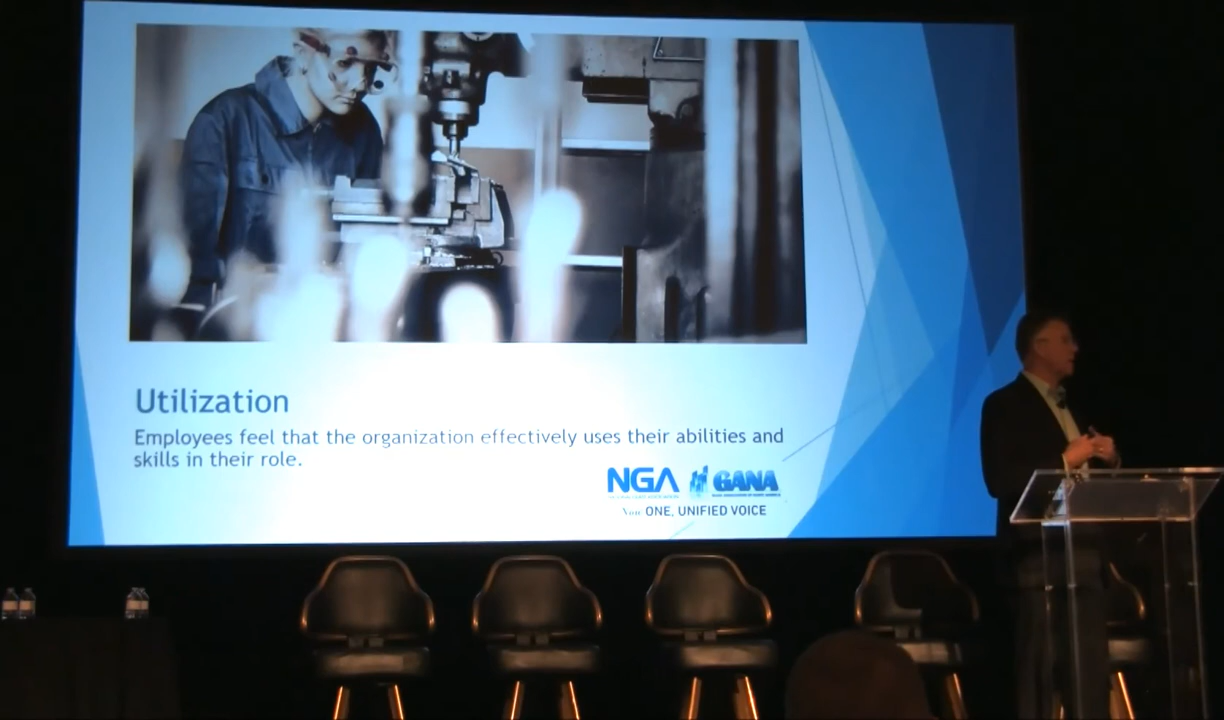 Utilization
Employees feel that the organization effectively uses their abilities and
skills in their role.
NGA GANA
Now ONE, UNIFIED VOICE